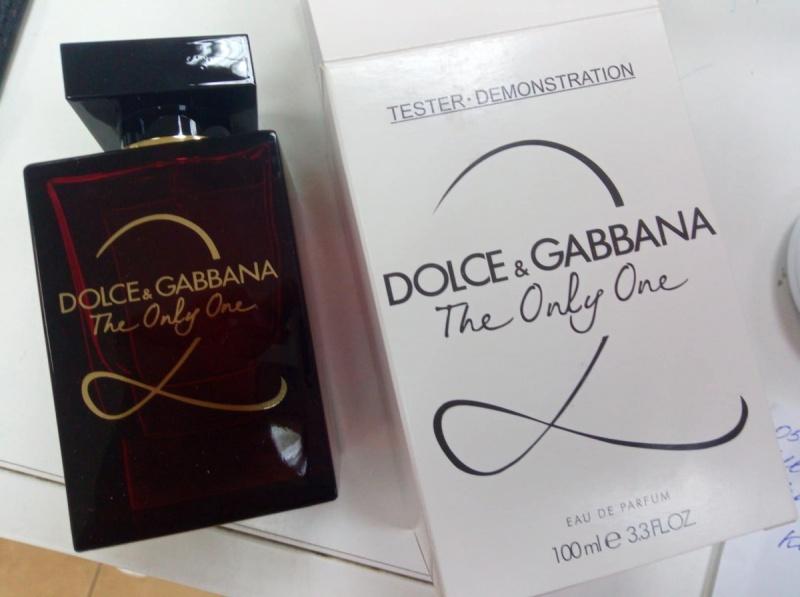 DOLCE & GABBANA
The Only One
TESTER·DEMONSTRATION
DOLCE & GABBANA
The Only One
EAU DE PARFUM
100 ml e 3.3 FL.OZ.